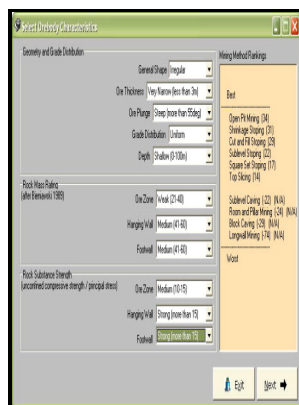 Select Orebody Characteristics
Geometry and Grade Distribution
General Shape Irregular
Ore Thickness Very Narrow (less than 3m)
Ore Plunge Steep (more than 55deg)
Grade Distribution Uniform
Depth Shallow (0-100m)
Rock Mass Rating
(after Bieniawski 1989)
Ore Zone Weak (21-40)
Hanging Wall Medium (41-60)
Footwall Medium (41-60)
Rock Substance Strength
(unconfined compressive strength / principal stress)
Ore Zone Medium (10-15)
Hanging Wall Strong (more than 15)
Footwall Strong (more than 15)
Mining Method Rankings
Best
Open Pit Mining (34)
Shrinkage Stoping (31)
Cut and Fill Stoping (29)
Sublevel Stoping (22)
Square Set Stoping (17)
Top Slicing (14)
Sublevel Caving (-22) (N/A)
Room and Pillar Mining (-24) (N/A)
Block Caving (-29) (N/A)
Longwall Mining (-74) (N/A)
Worst
Exit
Next